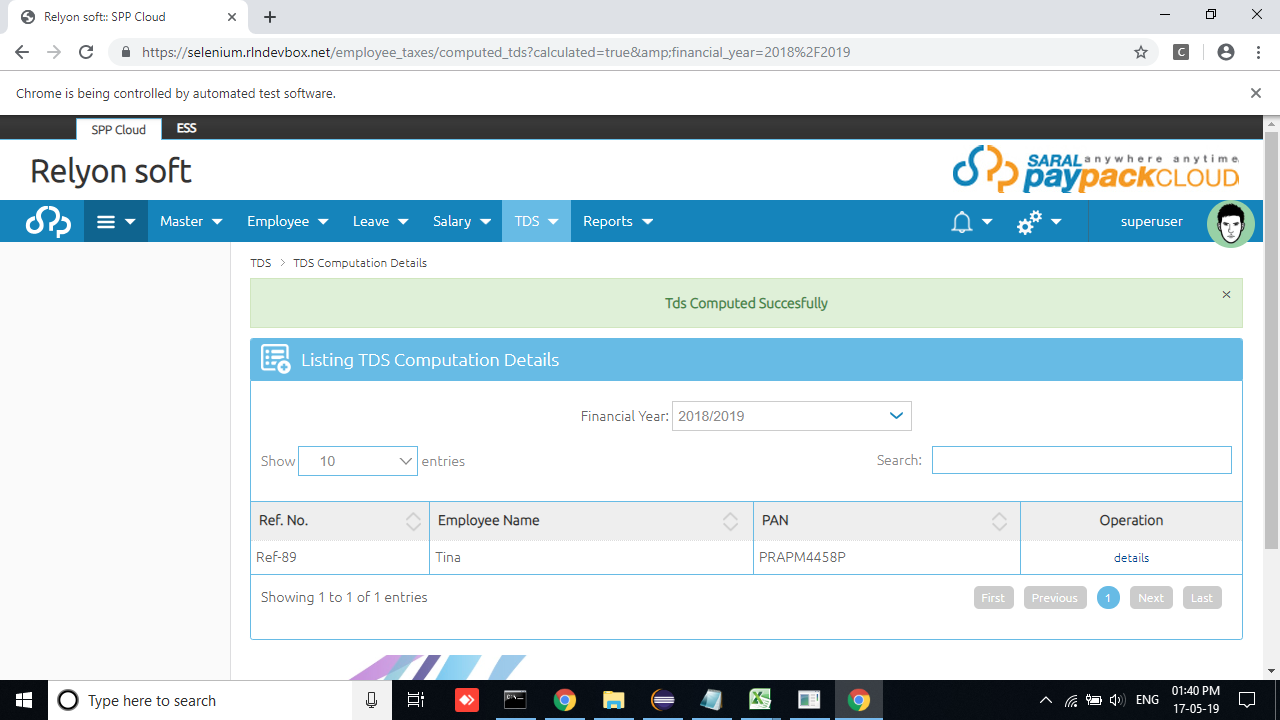 Relyon soft:: SPP Cloud
https://selenium.rlndevbox.net/employee_taxes/computed_tds?calculated=true&amp;financial_year=2018%2F2019
C
Chrome is being controlled by automated test software.
SPP Cloud ESS
Relyon soft
SARAL anywhere anytime
paypackCLOUD
Master Employee Leave Salary TDS Reports superuser
TDS > TDS Computation Details
Tds Computed Succesfully
Listing TDS Computation Details
Financial Year: 2018/2019
Show 10 entries Search:
Ref. No. Employee Name PAN Operation
Ref-89 Tina PRAPM4458P details
Showing 1 to 1 of 1 entries First Previous 1 Next Last
Type here to search
ENG
01:40 PM
17-05-19